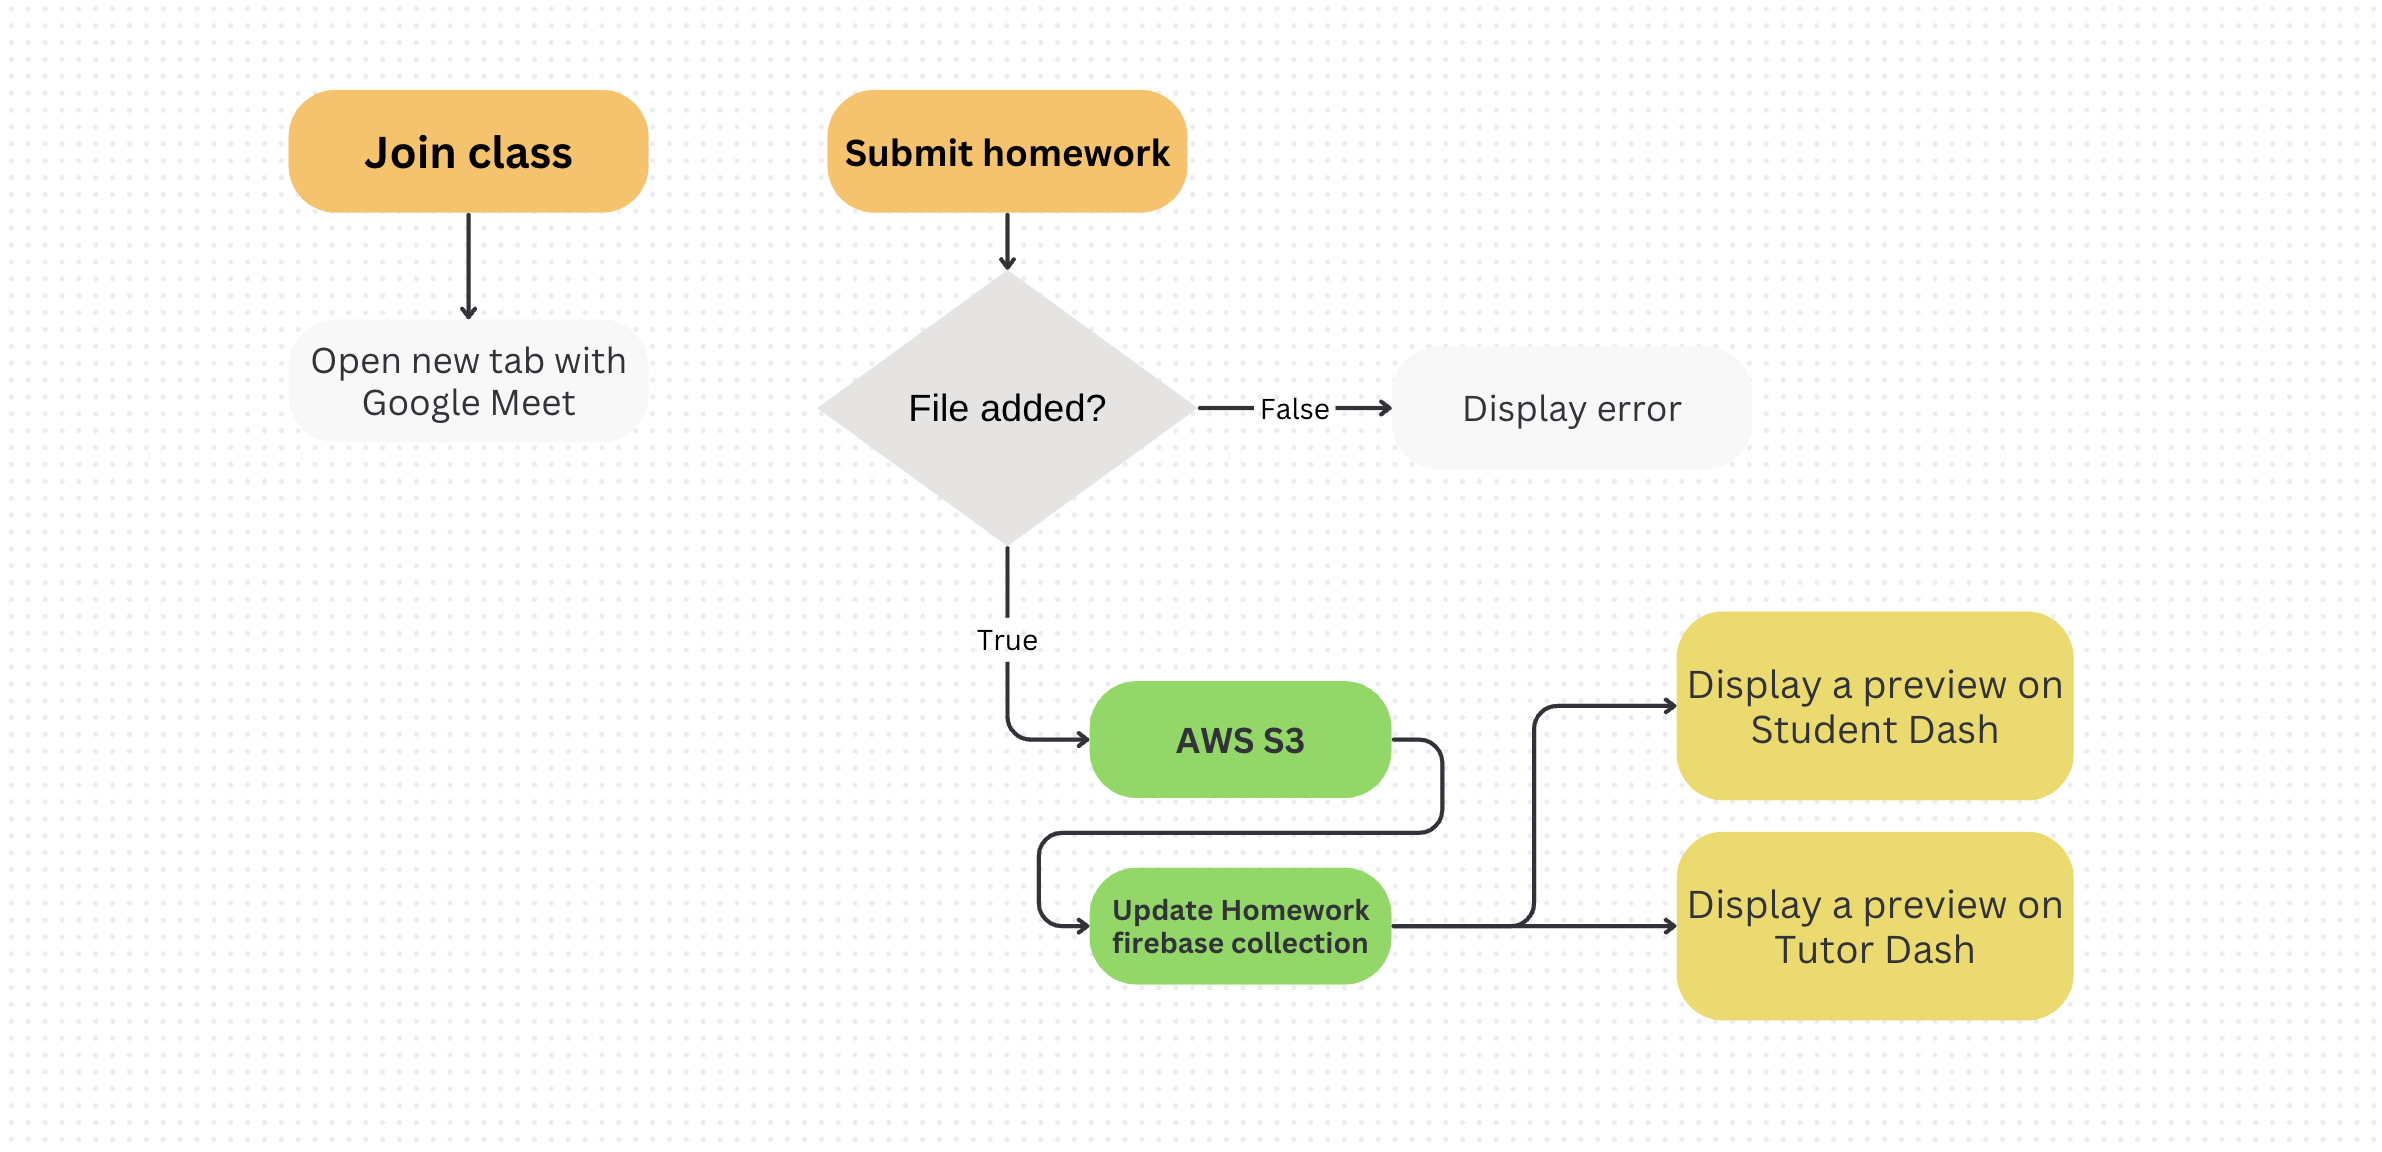 Join class
Submit homework
Open new tab with
Google Meet
File added?
False
Display error
True
AWS S3
Display a preview on
Student Dash
Update Homework
firebase collection
Display a preview on
Tutor Dash